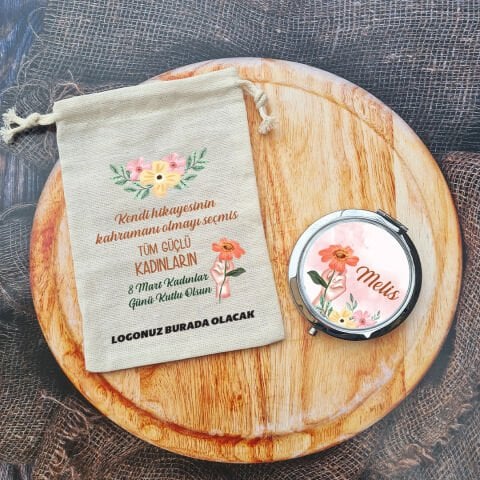 Kendi hikayesinin
kahramanı olmayı seçmiş
TÜM GÜÇLÜ
KADINLARIN
8 Mart Kadınlar
Günü Kutlu Olsun
LOGONUZ BURADA OLACAK
Melis